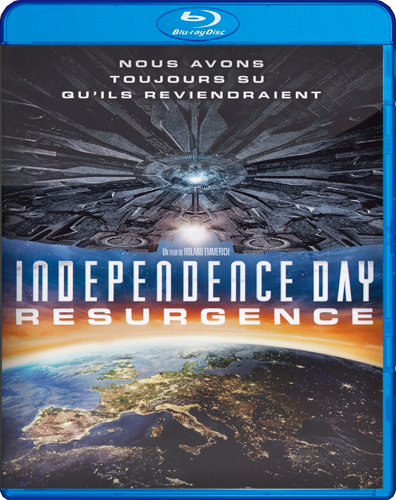 Blu-ray Disc
NOUS AVONS
TOUJOURS SU
QU'ILS REVIENDRAIENT
UN FILM DE ROLAND EMMERICH
INDEPENDENCE DAY
RESURGENCE